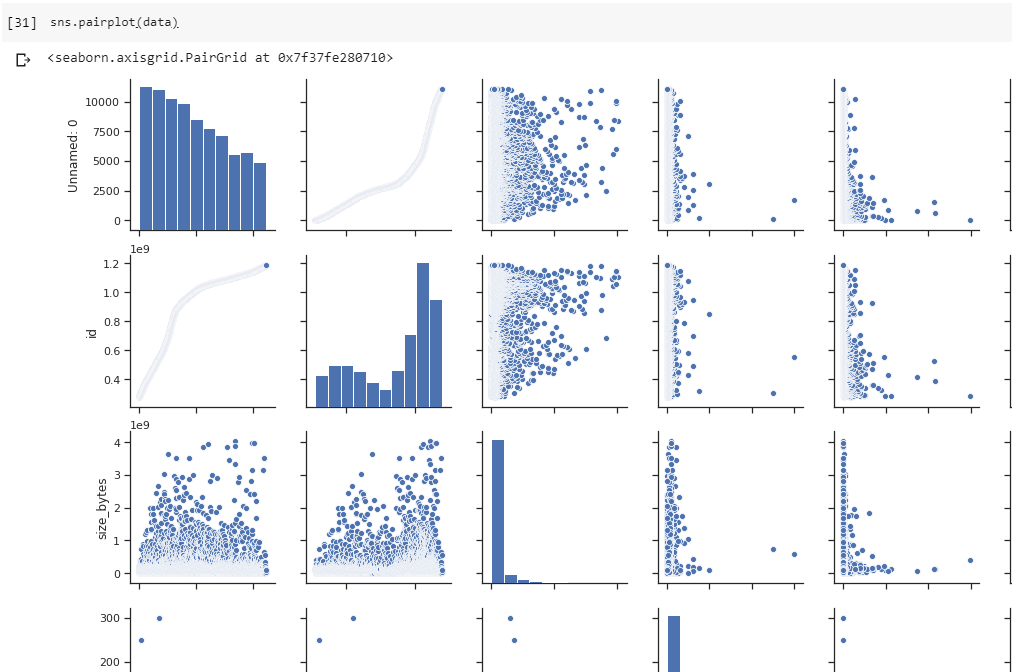 [31] sns.pairplot(data)
<seaborn.axisgrid.PairGrid at 0x7f37fe280710>
10000
7500
5000
2500
0
Unnamed: 0
1e9
1.2
1.0
0.8
0.6
0.4
id
1e9
4
3
2
1
0
size_bytes
300
200